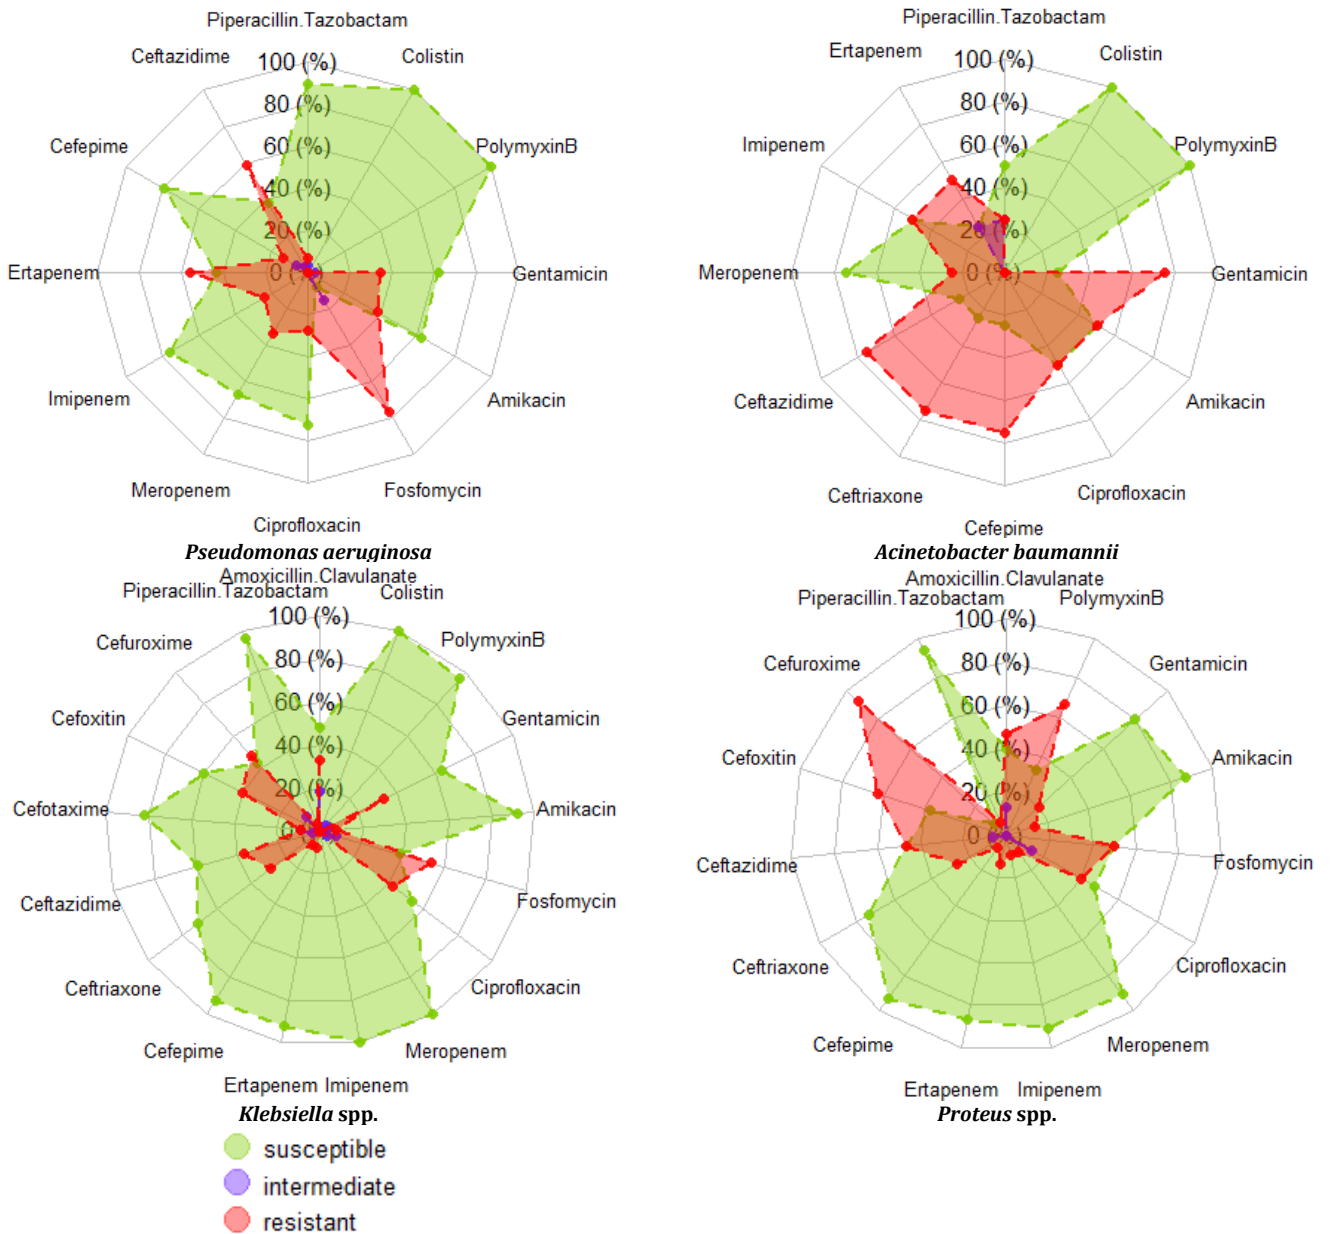 Piperacillin.Tazobactam
Ceftazidime
Colistin
100 (%)
80 (%)
Cefepime
PolymyxinB
60 (%)
40 (%)
20 (%)
Ertapenem
0 (%)
Gentamicin
Imipenem
Amikacin
Meropenem
Fosfomycin
Ciprofloxacin
Pseudomonas aeruginosa
Piperacillin.Tazobactam
Ertapenem
Colistin
100 (%)
80 (%)
Imipenem
PolymyxinB
60 (%)
40 (%)
20 (%)
Meropenem
0 (%)
Gentamicin
Ceftazidime
Amikacin
Ceftriaxone
Ciprofloxacin
Cefepime
Acinetobacter baumannii
Amoxicillin.Clavulanate
Piperacillin.Tazobactam
Colistin
100 (%)
Cefuroxime
PolymyxinB
80 (%)
Cefoxitin
Gentamicin
60 (%)
40 (%)
20 (%)
Cefotaxime
Amikacin
0 (%)
Ceftazidime
Fosfomycin
Ceftriaxone
Ciprofloxacin
Cefepime
Meropenem
Ertapenem
Imipenem
Klebsiella spp.
Amoxicillin.Clavulanate
Piperacillin.Tazobactam
PolymyxinB
100 (%)
Cefuroxime
Gentamicin
80 (%)
60 (%)
Cefoxitin
Amikacin
40 (%)
20 (%)
0 (%)
Ceftazidime
Fosfomycin
Ceftriaxone
Ciprofloxacin
Cefepime
Meropenem
Ertapenem
Imipenem
Proteus spp.
susceptible
intermediate
resistant